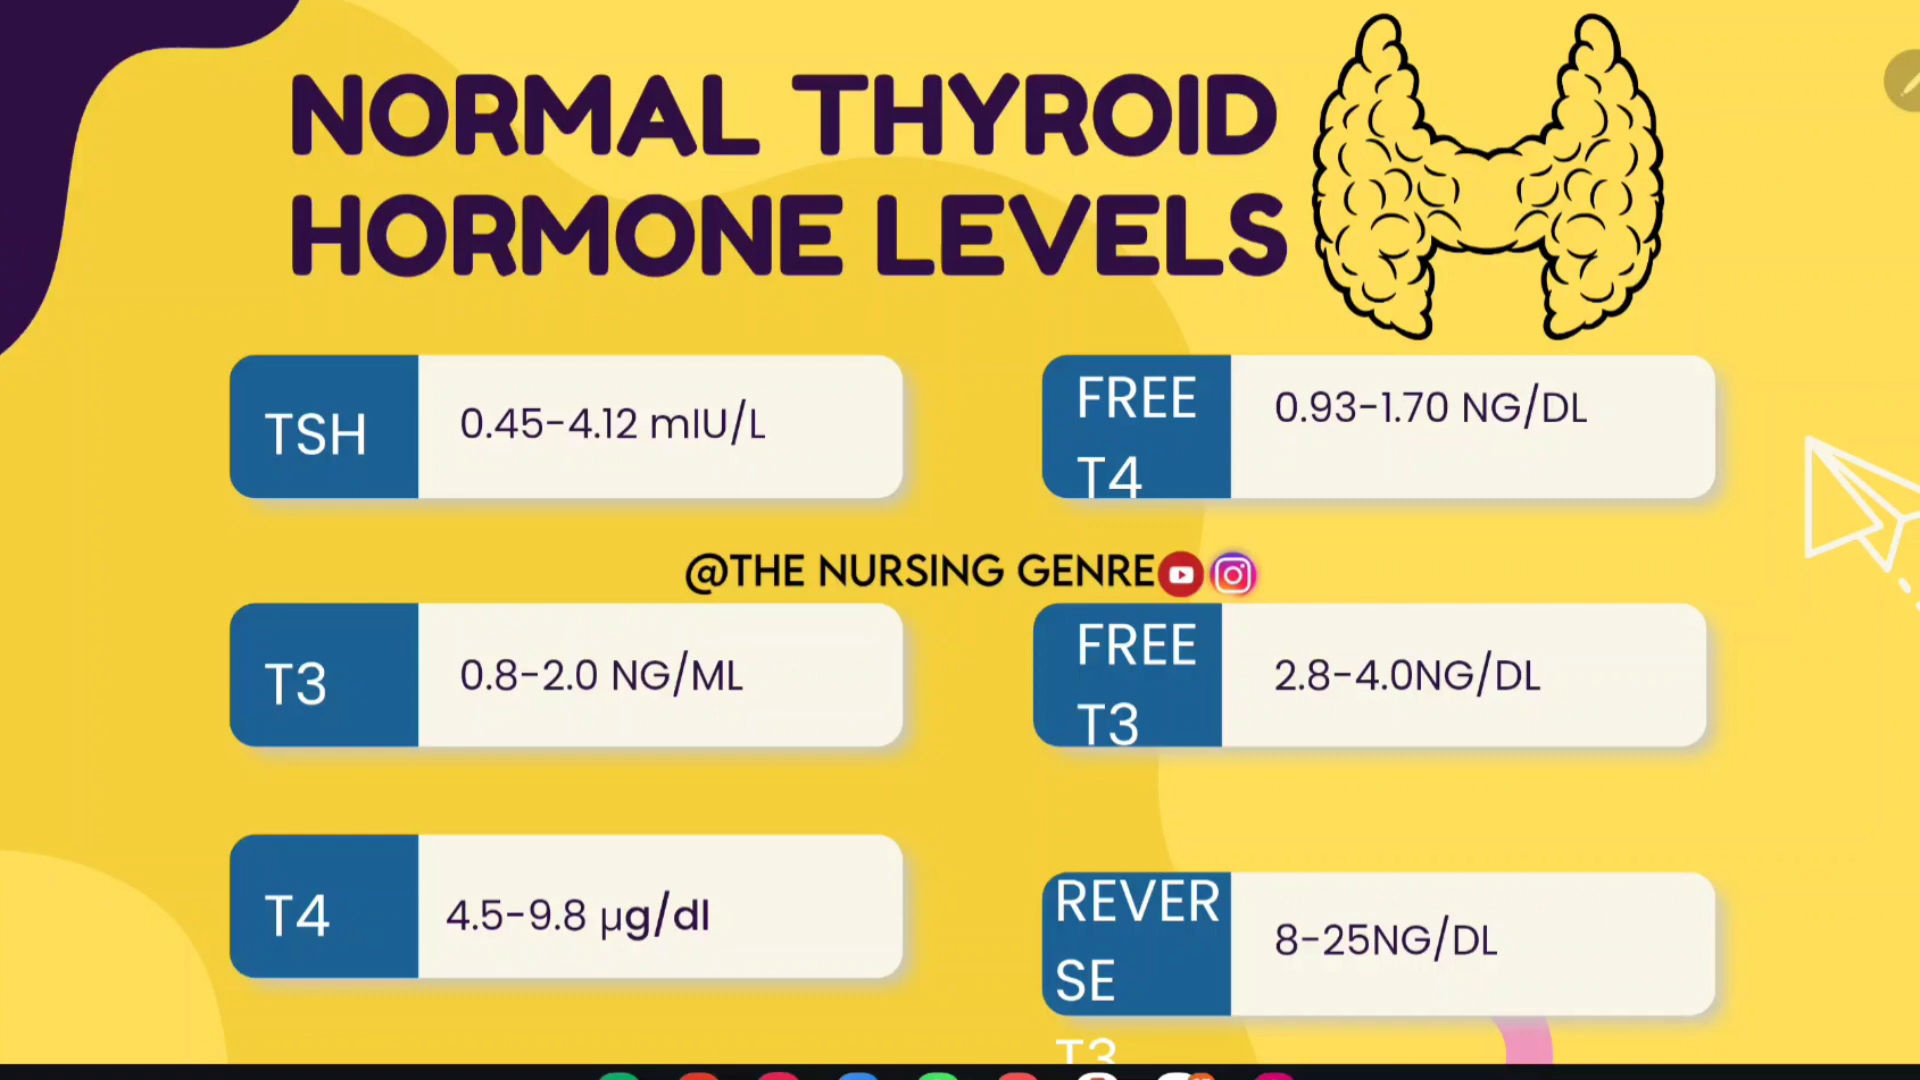 NORMAL THYROID
HORMONE LEVELS
TSH
0.45-4.12 mIU/L
FREE
T4
0.93-1.70 NG/DL
@THE NURSING GENRE
T3
0.8-2.0 NG/ML
FREE
T3
2.8-4.0NG/DL
T4
4.5-9.8 µg/dl
REVER
SE
T3
8-25NG/DL